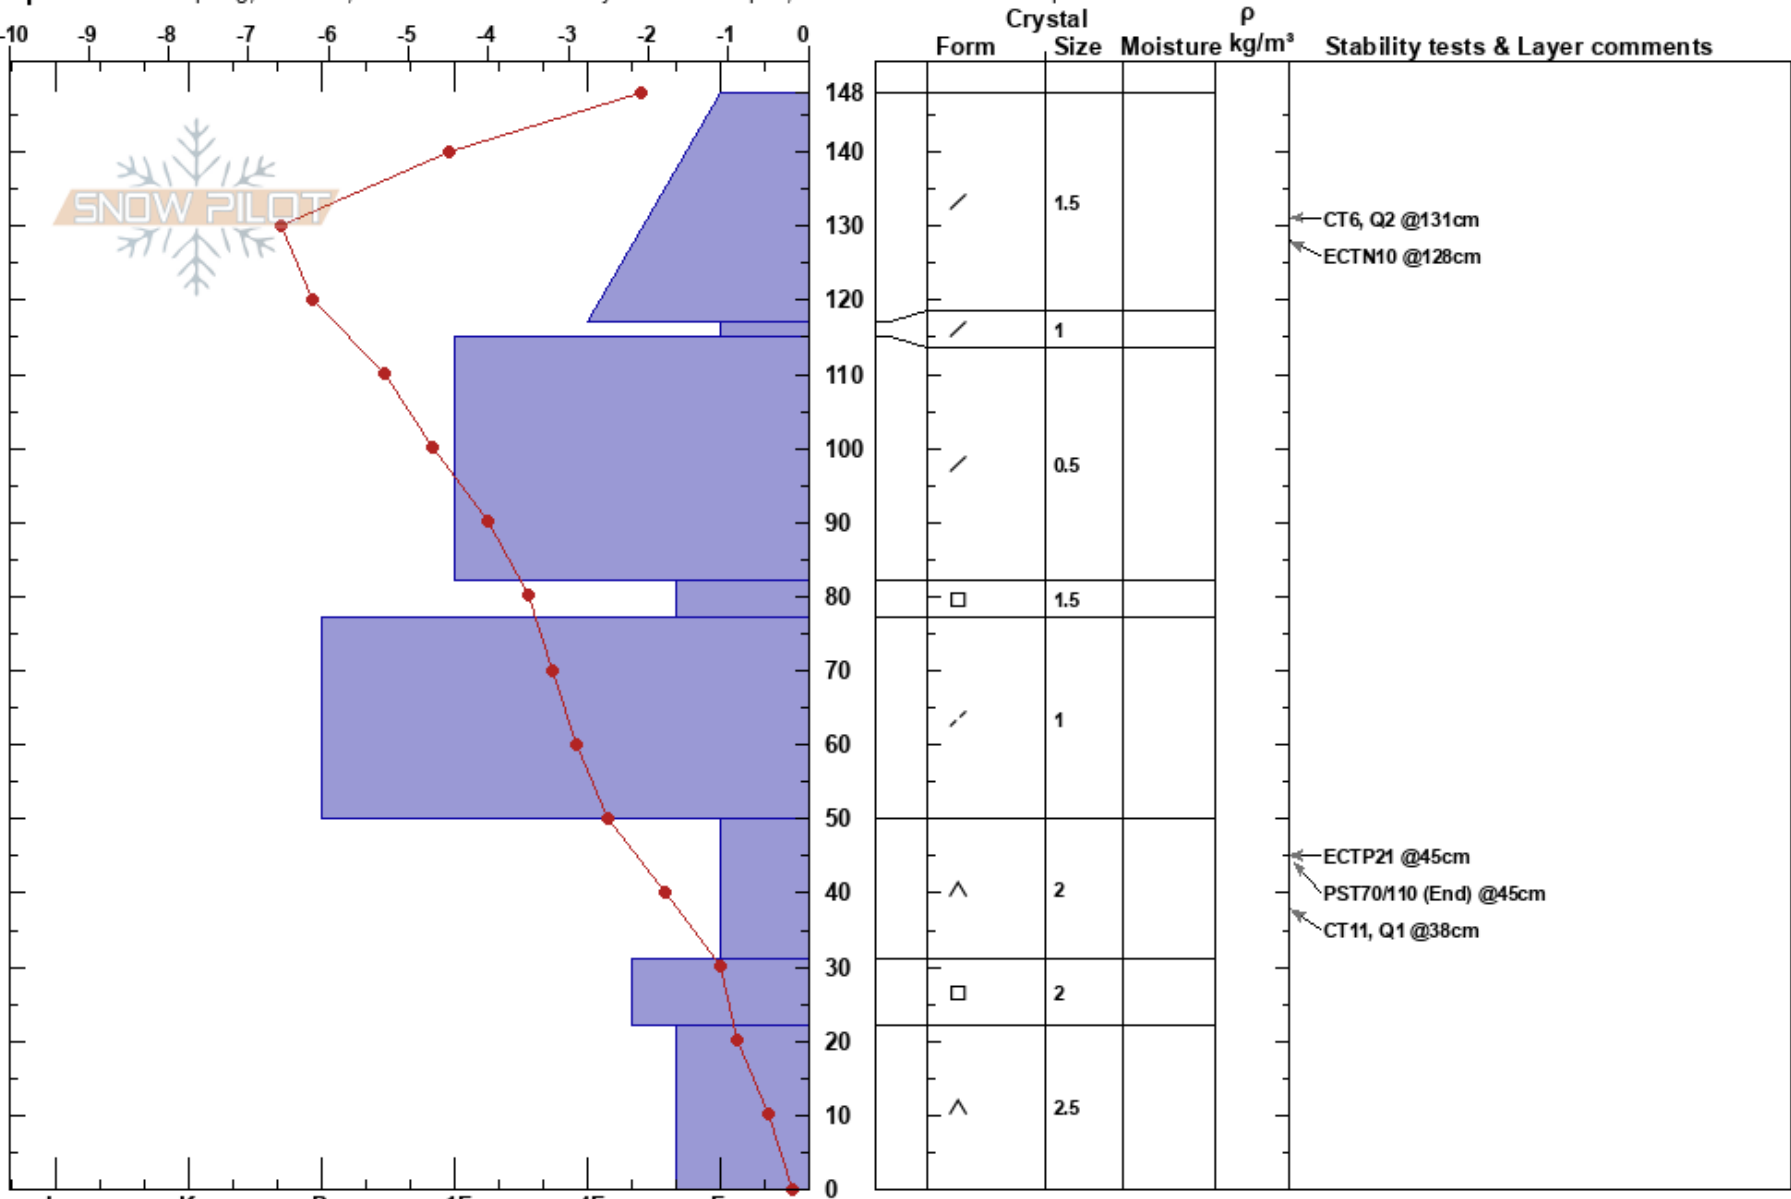 -10 -9 -8 -7 -6 -5 -4 -3 -2 -1 0
Crystal
Form Size Moisture
ρ
kg/m³
Stability tests & Layer comments
148
140
SNOW PILOT
1.5
130
CT6, Q2 @131cm
ECTN10 @128cm
120
1
110
100
0.5
90
80
1.5
70
1
60
50
ECTP21 @45cm
40
2
PST70/110 (End) @45cm
CT11, Q1 @38cm
30
2
20
10
2.5
0